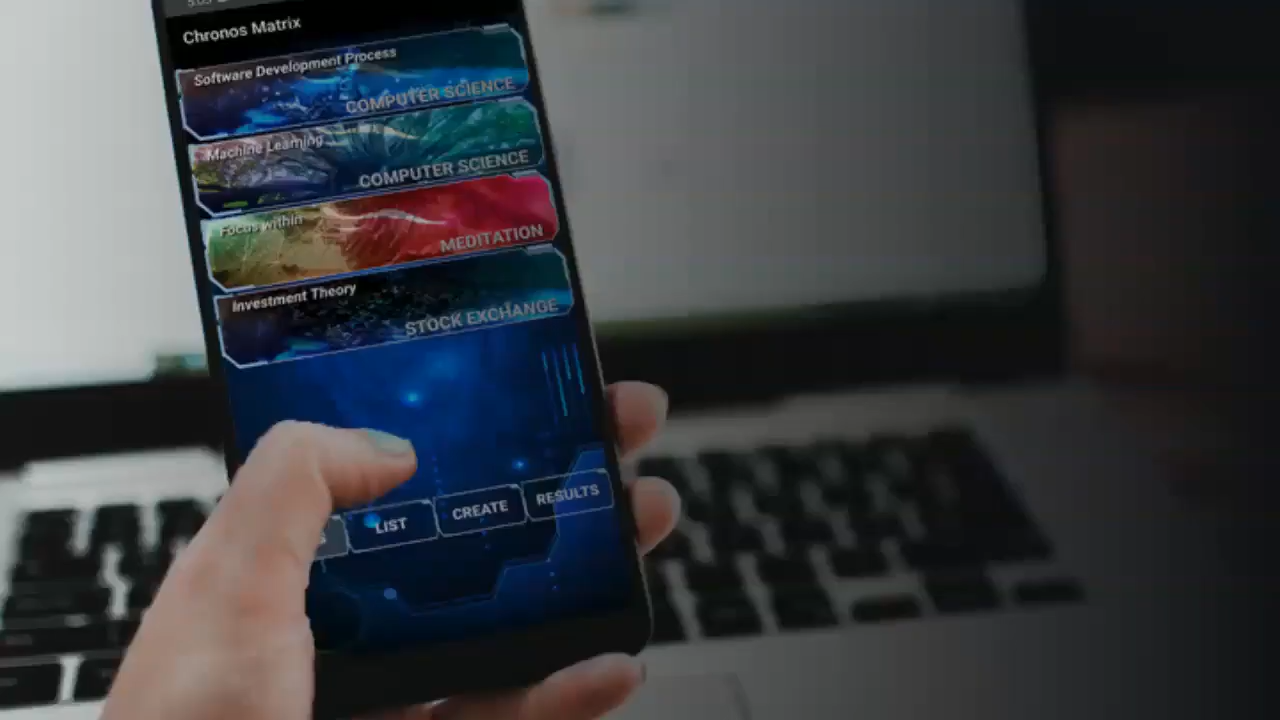 Chronos Matrix
Software Development Process
COMPUTER SCIENCE
Machine Learning
COMPUTER SCIENCE
Focus within
MEDITATION
Investment Theory
STOCK EXCHANGE
LIST
CREATE
RESULTS